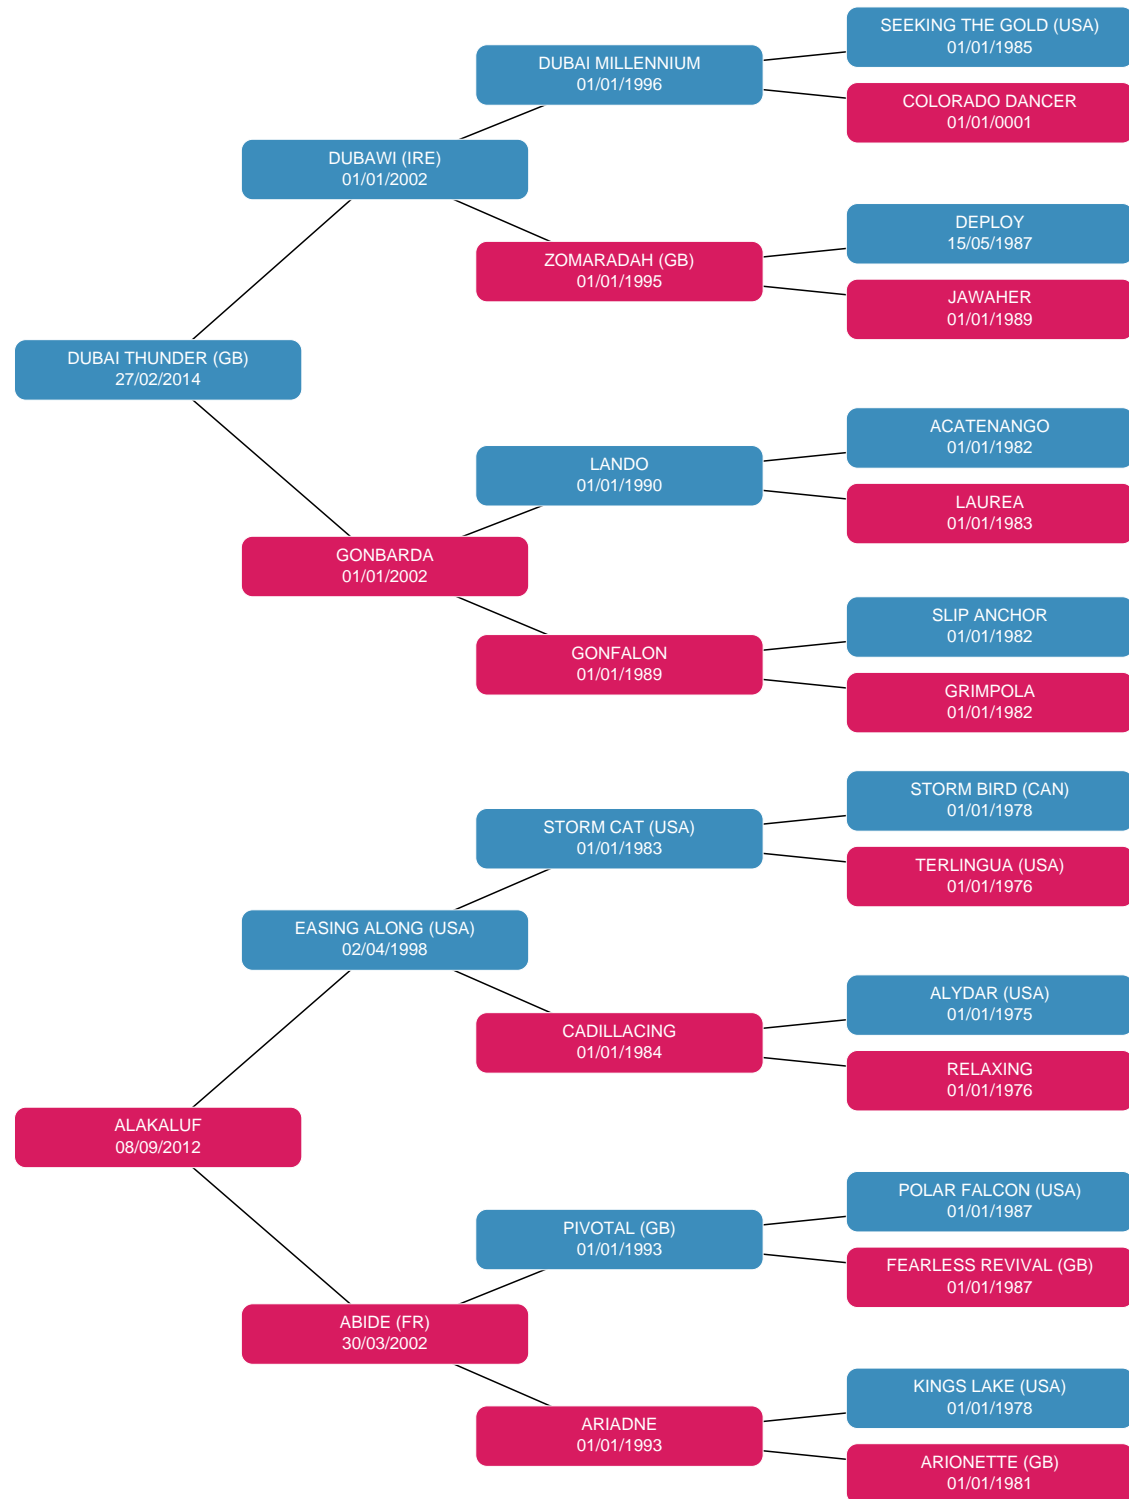 SEEKING THE GOLD (USA)
01/01/1985
DUBAI MILLENNIUM
01/01/1996
COLORADO DANCER
01/01/0001
DUBAWI (IRE)
01/01/2002
DEPLOY
15/05/1987
ZOMARADAH (GB)
01/01/1995
JAWAHER
01/01/1989
DUBAI THUNDER (GB)
27/02/2014
ACATENANGO
01/01/1982
LANDO
01/01/1990
LAUREA
01/01/1983
GONBARDA
01/01/2002
SLIP ANCHOR
01/01/1982
GONFALON
01/01/1989
GRIMPOLA
01/01/1982
STORM BIRD (CAN)
01/01/1978
STORM CAT (USA)
01/01/1983
TERLINGUA (USA)
01/01/1976
EASING ALONG (USA)
02/04/1998
ALYDAR (USA)
01/01/1975
CADILLACING
01/01/1984
RELAXING
01/01/1976
ALAKALUF
08/09/2012
POLAR FALCON (USA)
01/01/1987
PIVOTAL (GB)
01/01/1993
FEARLESS REVIVAL (GB)
01/01/1987
ABIDE (FR)
30/03/2002
KINGS LAKE (USA)
01/01/1978
ARIADNE
01/01/1993
ARIONETTE (GB)
01/01/1981